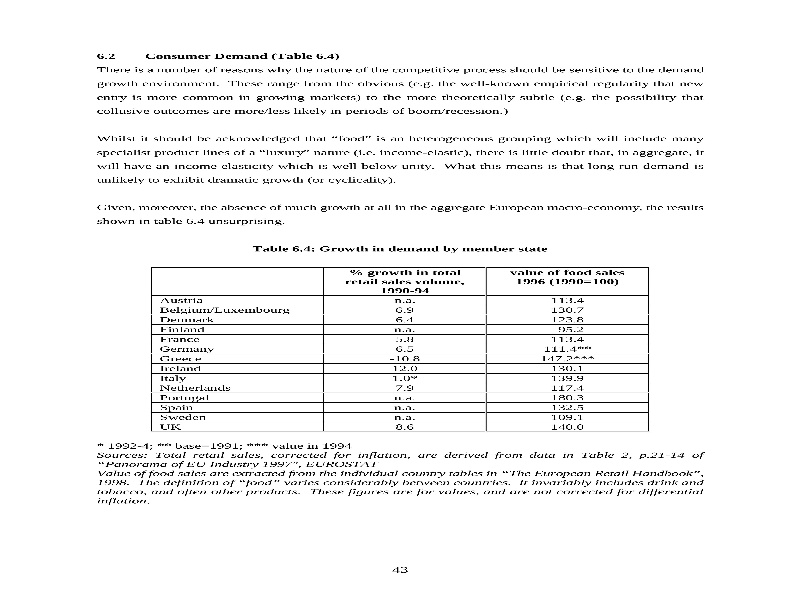 6.2 Consumer Demand (Table 6.4)
There is a number of reasons why the nature of the competitive process should be sensitive to the demand
growth environment. These range from the obvious (e.g. the well-known empirical regularity that new
entry is more common in growing markets) to the more theoretically subtle (e.g. the possibility that
collusive outcomes are more/less likely in periods of boom/recession.)
Whilst it should be acknowledged that “food” is an heterogeneous grouping which will include many
specialist product lines of a “luxury” nature (i.e. income-elastic), there is little doubt that, in aggregate, it
will have an income elasticity which is well below unity. What this means is that long run demand is
unlikely to exhibit dramatic growth (or cyclicality).
Given, moreover, the absence of much growth at all in the aggregate European macro-economy, the results
shown in table 6.4 unsurprising.
Table 6.4: Growth in demand by member state
% growth in total retail sales volume, 1990-94 value of food sales 1996 (1990=100)
Austria n.a. 113.4
Belgium/Luxembourg 6.9 130.7
Denmark 6.4 123.8
Finland n.a. 95.2
France 5.8 113.4
Germany 6.5 111.4**
Greece -10.8 147.2***
Ireland 12.0 130.1
Italy 1.0* 139.9
Netherlands 7.9 117.4
Portugal n.a. 180.3
Spain n.a. 132.5
Sweden n.a. 109.1
UK 8.6 140.0
* 1992-4; ** base=1991; *** value in 1994
Sources: Total retail sales, corrected for inflation, are derived from data in Table 2, p.21-14 of
“Panorama of EU Industry 1997”, EUROSTAT
Value of food sales are extracted from the individual country tables in “The European Retail Handbook”,
1998. The definition of “food” varies considerably between countries. It invariably includes drink and
tobacco, and often other products. These figures are for values, and are not corrected for differential
inflation.
43